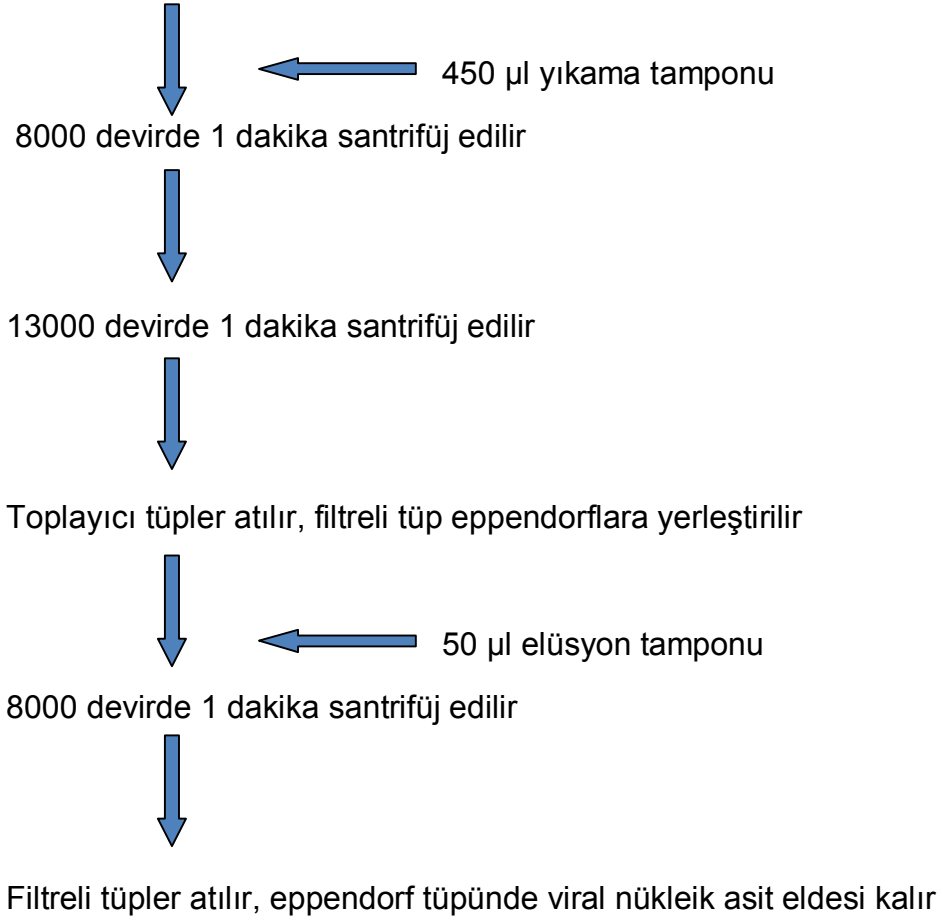 450 µl yıkama tamponu
8000 devirde 1 dakika santrifüj edilir
13000 devirde 1 dakika santrifüj edilir
Toplayıcı tüpler atılır, filtreli tüp eppendorflara yerleştirilir
50 µl elüsyon tamponu
8000 devirde 1 dakika santrifüj edilir
Filtreli tüpler atılır, eppendorf tüpünde viral nükleik asit eldesi kalır